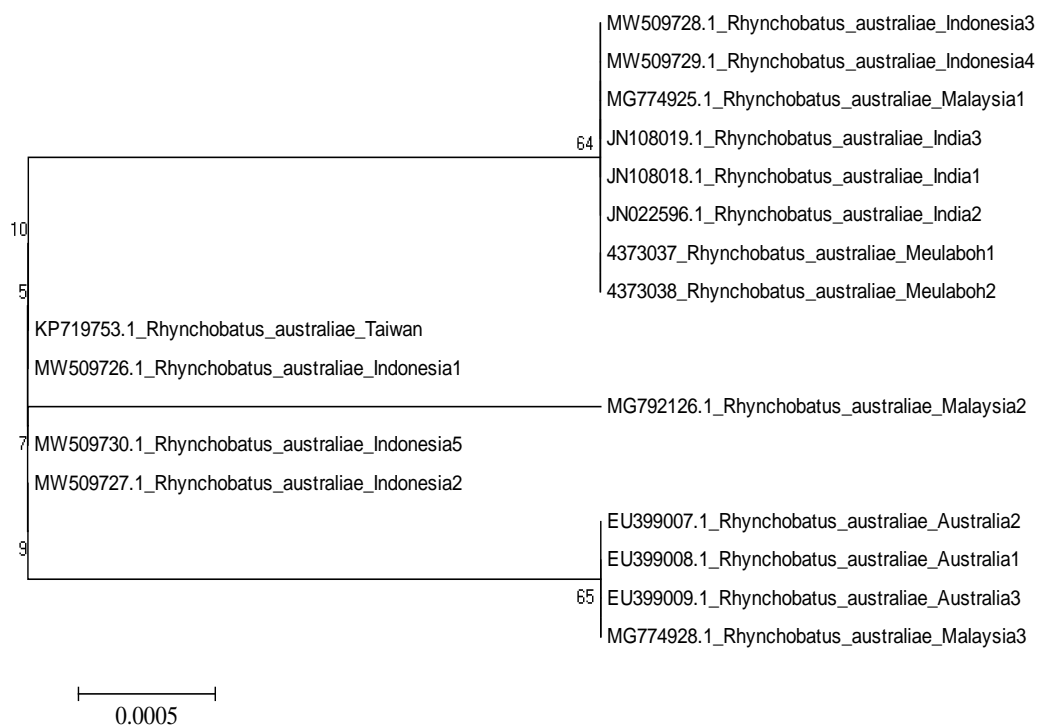 MW509728.1_Rhynchobatus_australiae_Indonesia3
MW509729.1_Rhynchobatus_australiae_Indonesia4
MG774925.1_Rhynchobatus_australiae_Malaysia1
64
JN108019.1_Rhynchobatus_australiae_India3
JN108018.1_Rhynchobatus_australiae_India1
JN022596.1_Rhynchobatus_australiae_India2
10
4373037_Rhynchobatus_australiae_Meulaboh1
5
4373038_Rhynchobatus_australiae_Meulaboh2
KP719753.1_Rhynchobatus_australiae_Taiwan
MW509726.1_Rhynchobatus_australiae_Indonesia1
MG792126.1_Rhynchobatus_australiae_Malaysia2
7
MW509730.1_Rhynchobatus_australiae_Indonesia5
MW509727.1_Rhynchobatus_australiae_Indonesia2
EU399007.1_Rhynchobatus_australiae_Australia2
9
EU399008.1_Rhynchobatus_australiae_Australia1
65
EU399009.1_Rhynchobatus_australiae_Australia3
MG774928.1_Rhynchobatus_australiae_Malaysia3
0.0005